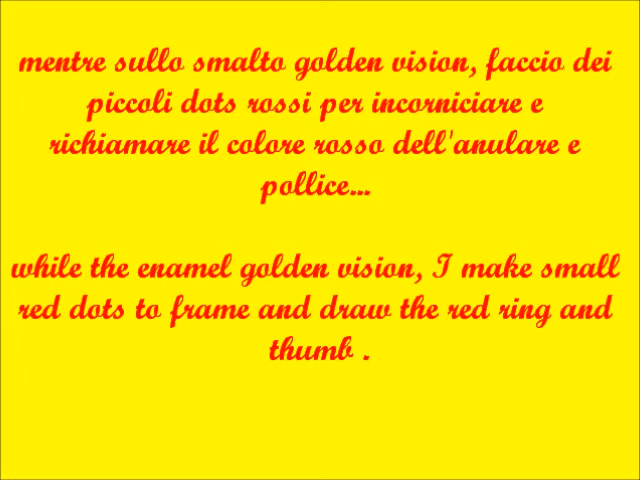 mentre sullo smalto golden vision, faccio dei
piccoli dots rossi per incorniciare e
richiamare il colore rosso dell'anulare e
pollice...
while the enamel golden vision, I make small
red dots to frame and draw the red ring and
thumb .